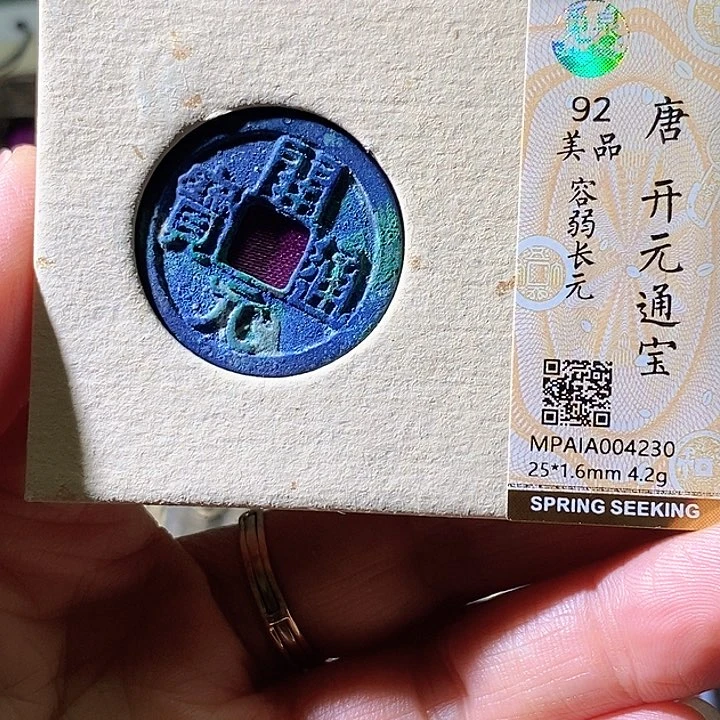 開元通寶
唐 开元通宝
92
美品
容弱长元
MPAIA004230
25*1.6mm 4.2g
SPRING SEEKING